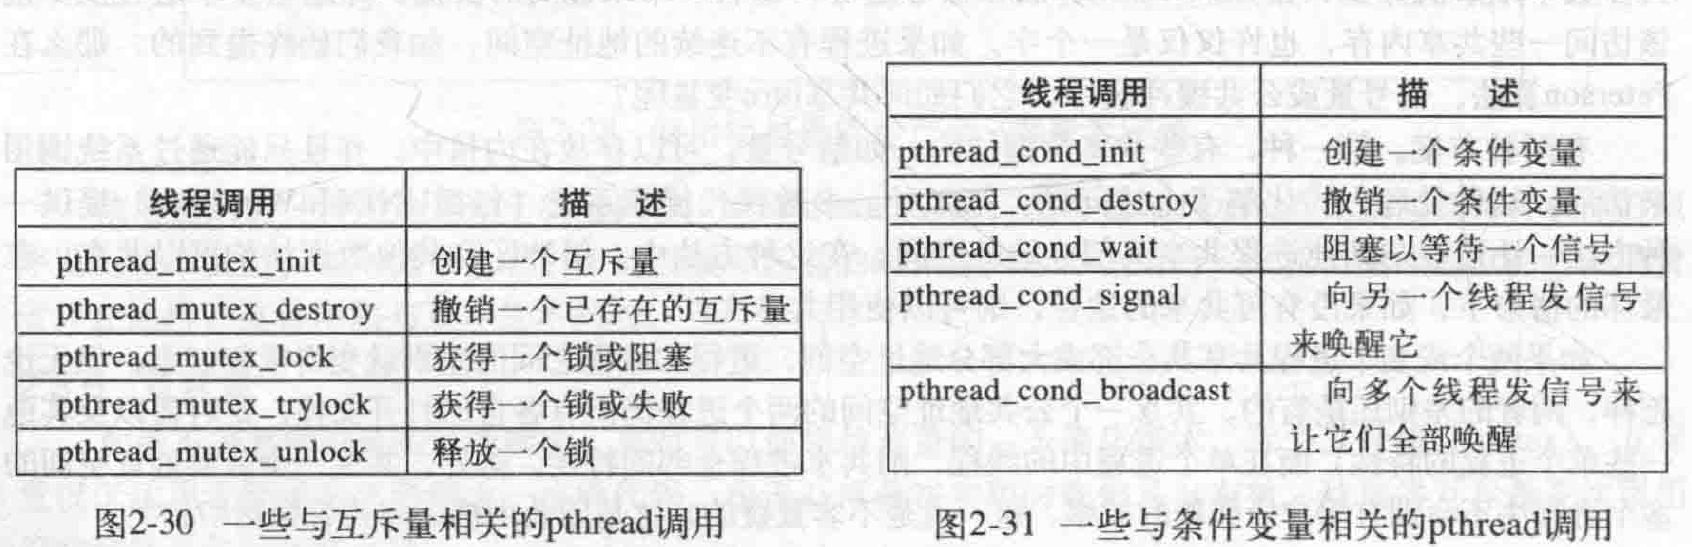 线程调用 描 述
pthread_mutex_init 创建一个互斥量
pthread_mutex_destroy 撤销一个已存在的互斥量
pthread_mutex_lock 获得一个锁或阻塞
pthread_mutex_trylock 获得一个锁或失败
pthread_mutex_unlock 释放一个锁
图2-30 一些与互斥量相关的pthread调用
线程调用 描 述
pthread_cond_init 创建一个条件变量
pthread_cond_destroy 撤销一个条件变量
pthread_cond_wait 阻塞以等待一个信号
pthread_cond_signal 向另一个线程发信号
来唤醒它
pthread_cond_broadcast 向多个线程发信号来
让它们全部唤醒
图2-31 一些与条件变量相关的pthread调用